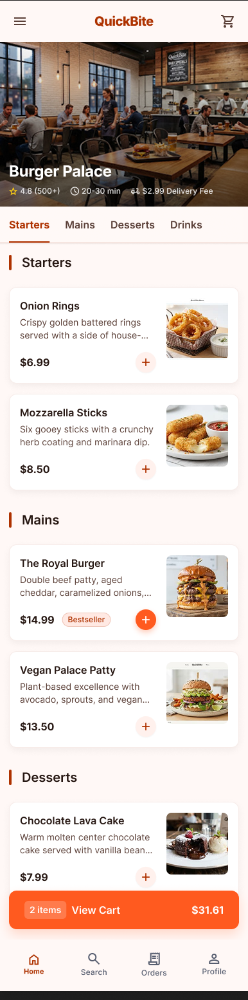 QuickBite
QuickBite
DAILY SPECIALS
Burger Palace
4.8 (500+) 20-30 min $2.99 Delivery Fee
Starters Mains Desserts Drinks
Starters
Onion Rings
Crispy golden battered rings
served with a side of house-...
$6.99
Mozzarella Sticks
Six gooey sticks with a crunchy
herb coating and marinara dip.
$8.50
Mains
The Royal Burger
Double beef patty, aged
cheddar, caramelized onions,...
$14.99 Bestseller
Vegan Palace Patty
Plant-based excellence with
avocado, sprouts, and vegan...
$13.50
QuickBite
Desserts
Chocolate Lava Cake
Warm molten center chocolate
cake served with vanilla bean...
$7.99
2 items View Cart $31.61
Home Search Orders Profile